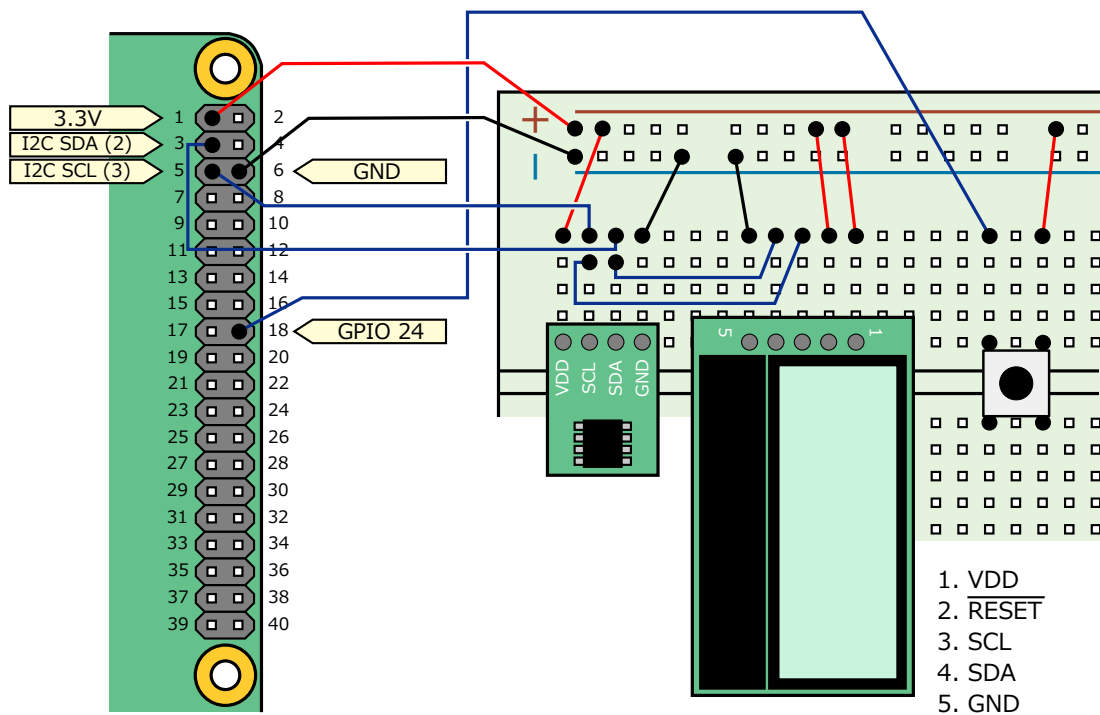 3.3V 1 2
I2C SDA (2) 3 4
I2C SCL (3) 5 6 GND
7 8
9 10
11 12
13 14
15 16
17 18 GPIO 24
19 20
21 22
23 24
25 26
27 28
29 30
31 32
33 34
35 36
37 38
39 40
+
−
VDD
SCL
SDA
GND
5 1
1. VDD
2. RESET
3. SCL
4. SDA
5. GND